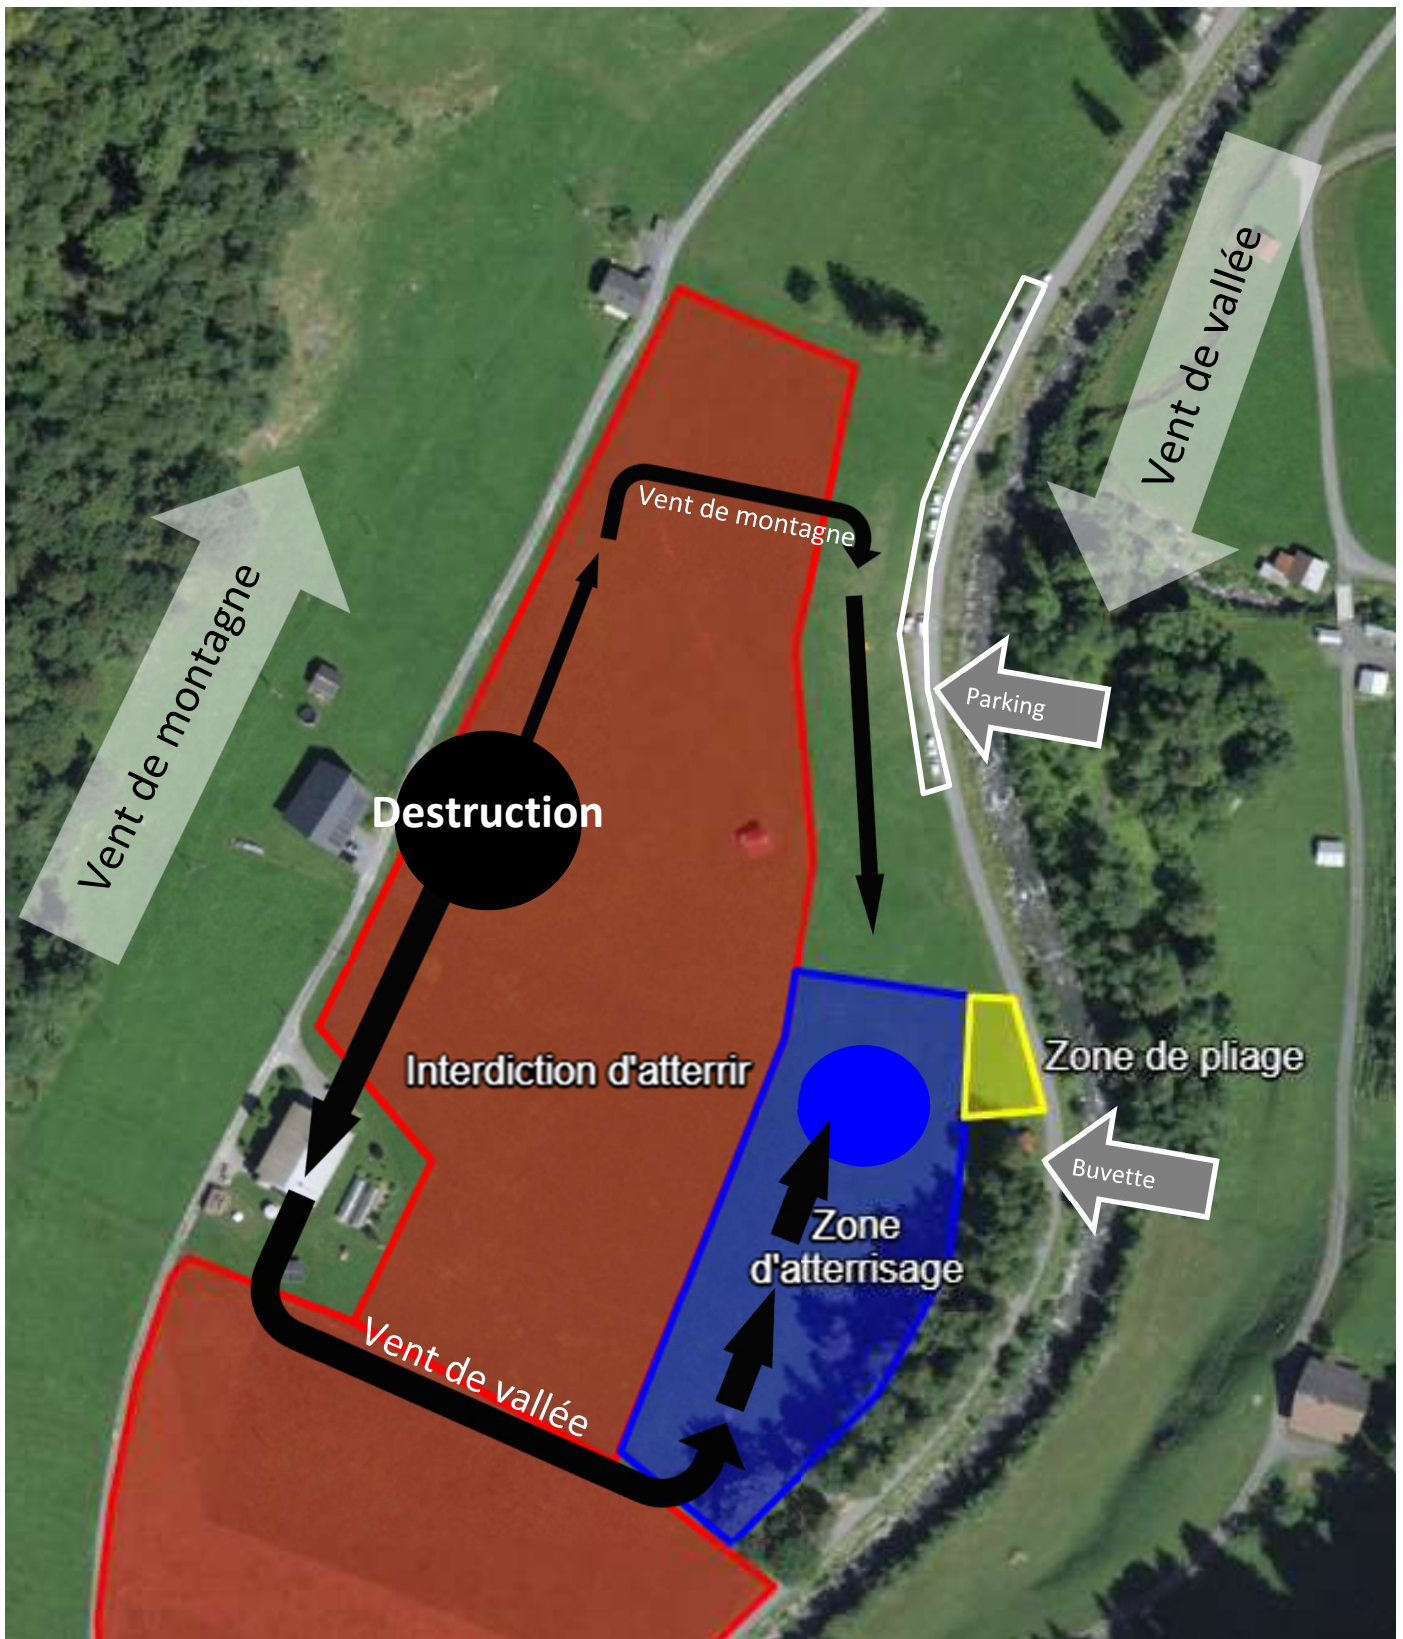 Vent de vallée
Vent de montagne
Vent de montagne
Parking
Destruction
Interdiction d'atterrir
Zone de pliage
Buvette
Zone
d'atterrisage
Vent de vallée